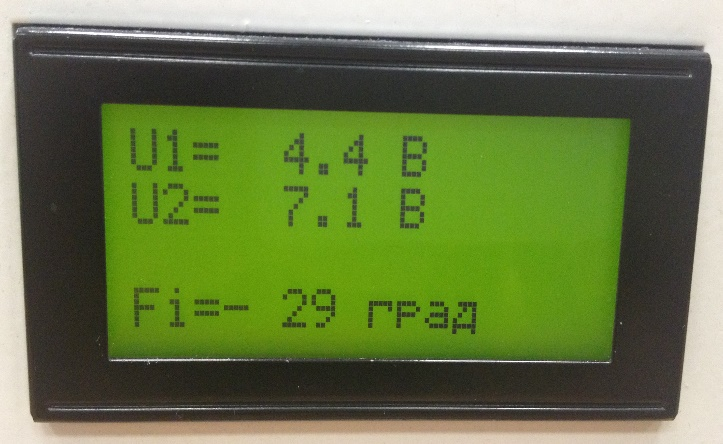 U1= 4.4 В
U2= 7.1 В
Fi=- 29 град